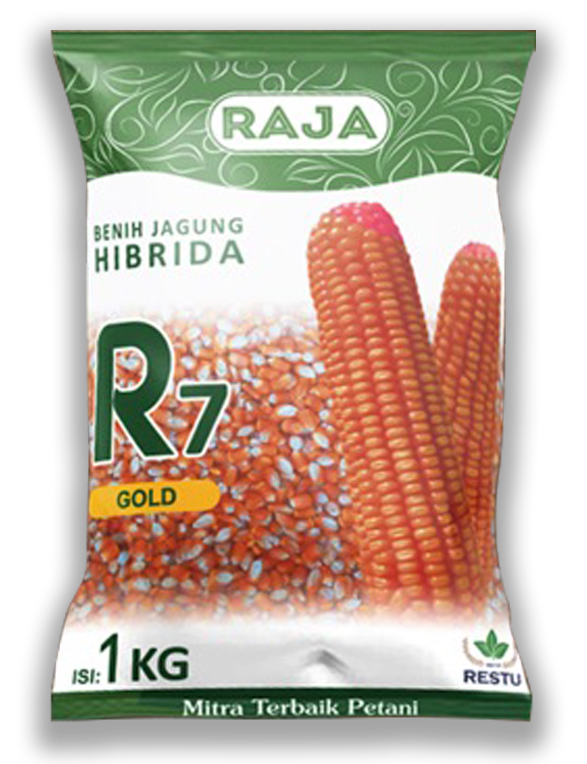 RAJA
BENIH JAGUNG
HIBRIDA
R7
GOLD
ISI: 1 KG
RESTU
Mitra Terbaik Petani